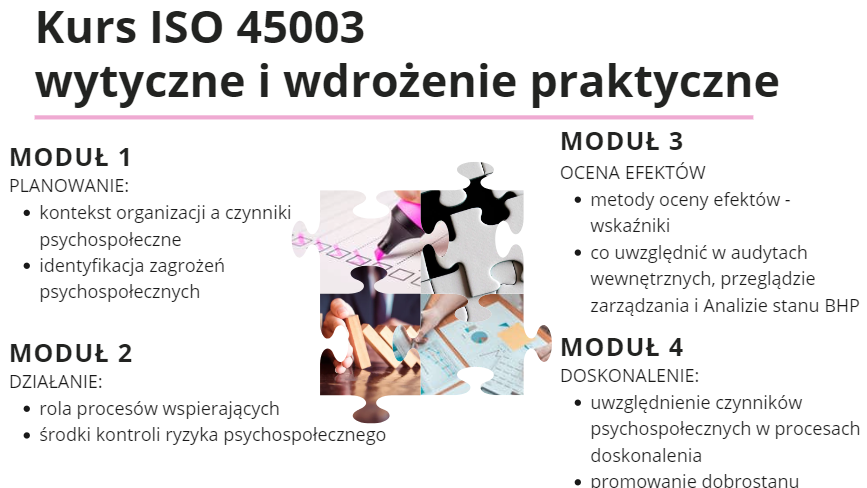 Kurs ISO 45003
wytyczne i wdrożenie praktyczne
MODUŁ 1
PLANOWANIE:
• kontekst organizacji a czynniki
psychospołeczne
• identyfikacja zagrożeń
psychospołecznych
MODUŁ 2
DZIAŁANIE:
• rola procesów wspierających
• środki kontroli ryzyka psychospołecznego
MODUŁ 3
OCENA EFEKTÓW
• metody oceny efektów -
wskaźniki
• co uwzględnić w audytach
wewnętrznych, przeglądzie
zarządzania i Analizie stanu BHP
MODUŁ 4
DOSKONALENIE:
• uwzględnienie czynników
psychospołecznych w procesach
doskonalenia
• promowanie dobrostanu